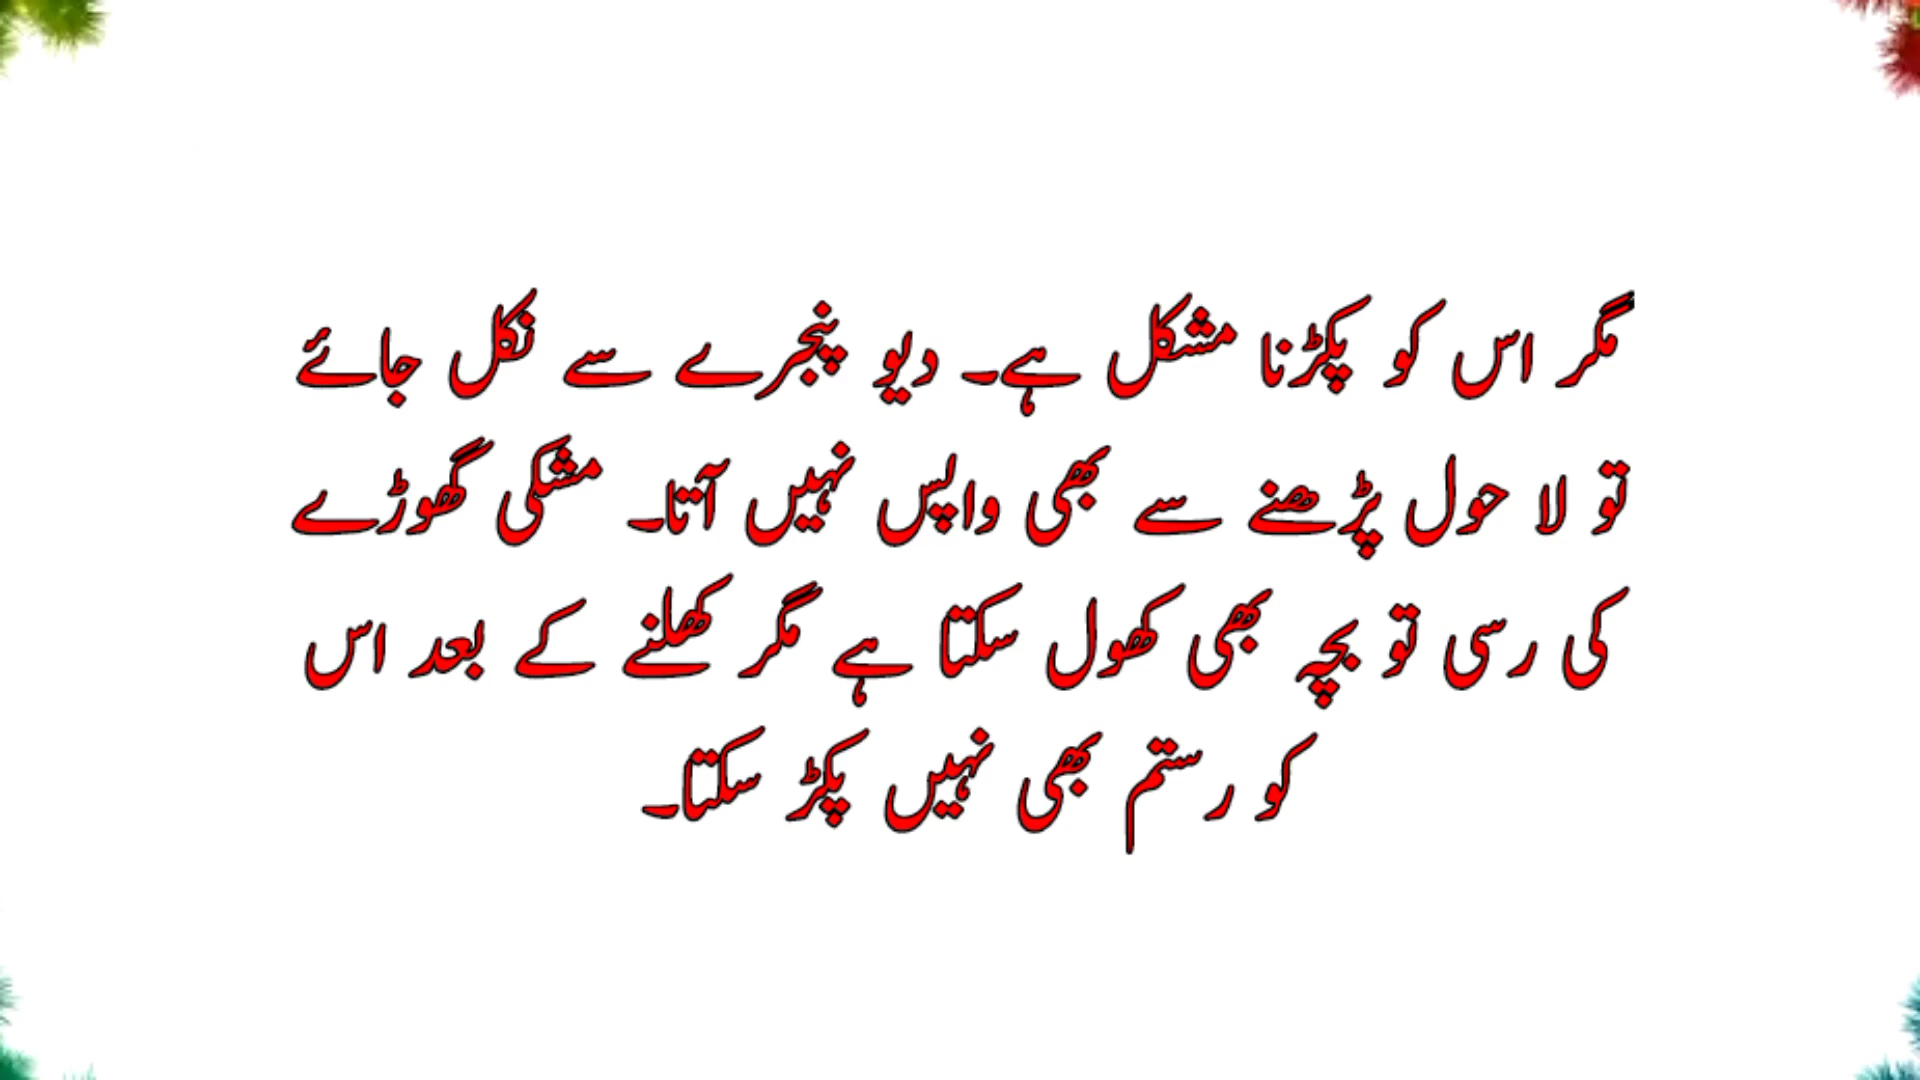 مگر اس کو پکڑنا مشکل ہے۔ دیو پنجرے سے نکل جائے
تو لا حول پڑھنے سے بھی واپس نہیں آتا۔ مشکی گھوڑے
کی رسی تو بچہ بھی کھول سکتا ہے مگر کھلنے کے بعد اس
کو رستم بھی نہیں پکڑ سکتا۔